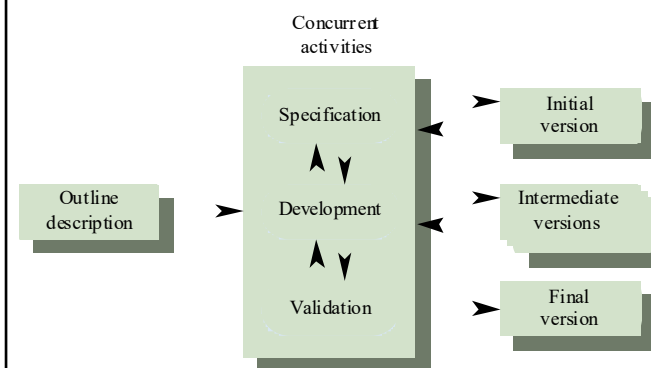 Concurrent
activities
Specification
Initial
version
Outline
description
Development
Intermediate
versions
Validation
Final
version